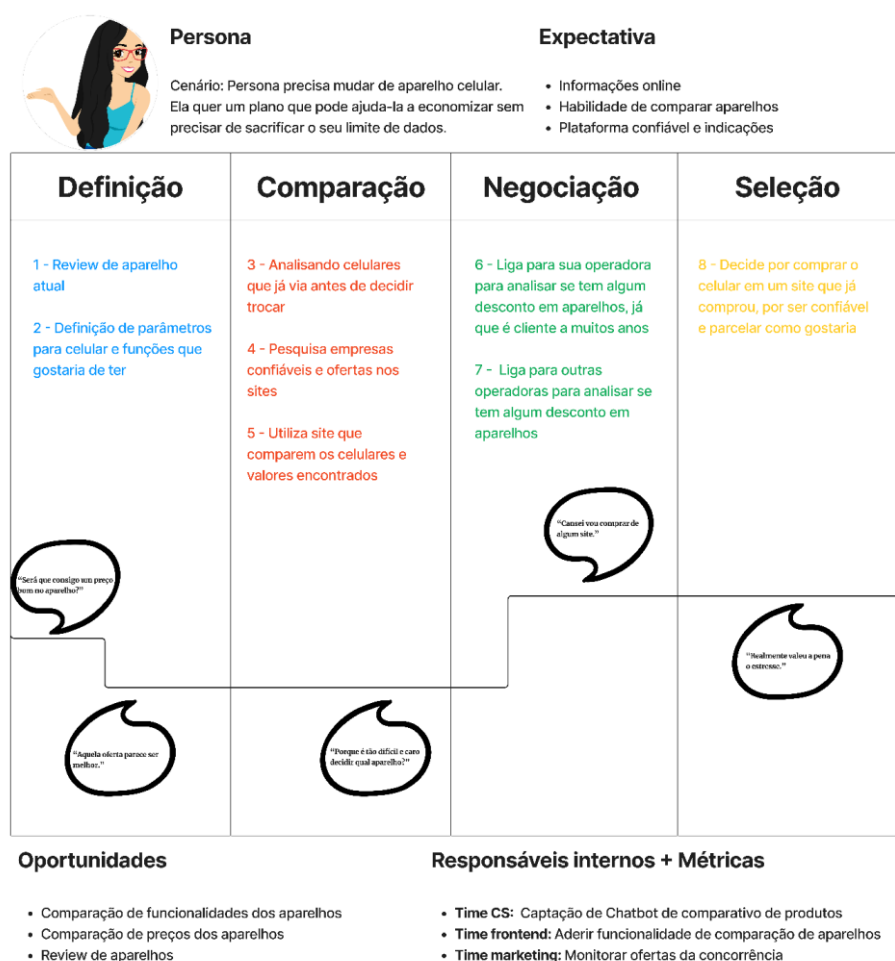 Persona
Cenário: Persona precisa mudar de aparelho celular.
Ela quer um plano que pode ajuda-la a economizar sem
precisar de sacrificar o seu limite de dados.
Expectativa
• Informações online
• Habilidade de comparar aparelhos
• Plataforma confiável e indicações
Definição
1 - Review de aparelho
atual
2 - Definição de parâmetros
para celular e funções que
gostaria de ter
Comparação
3 - Analisando celulares
que já via antes de decidir
trocar
4 - Pesquisa empresas
confiáveis e ofertas nos
sites
5 - Utiliza site que
comparem os celulares e
valores encontrados
Negociação
6 - Liga para sua operadora
para analisar se tem algum
desconto em aparelhos, já
que é cliente a muitos anos
7 - Liga para outras
operadoras para analisar se
tem algum desconto em
aparelhos
Seleção
8 - Decide por comprar o
celular em um site que já
comprou, por ser confiável
e parcelar como gostaria
“Será que consigo um preço
bom no aparelho?”
“Aquela oferta parece ser
melhor.”
“Porque é tão difícil e caro
decidir qual aparelho?”
“Cansei vou comprar de
algum site.”
“Realmente valeu a pena
o estresse.”
Oportunidades
• Comparação de funcionalidades dos aparelhos
• Comparação de preços dos aparelhos
• Review de aparelhos
Responsáveis internos + Métricas
• Time CS: Captação de Chatbot de comparativo de produtos
• Time frontend: Aderir funcionalidade de comparação de aparelhos
• Time marketing: Monitorar ofertas da concorrência